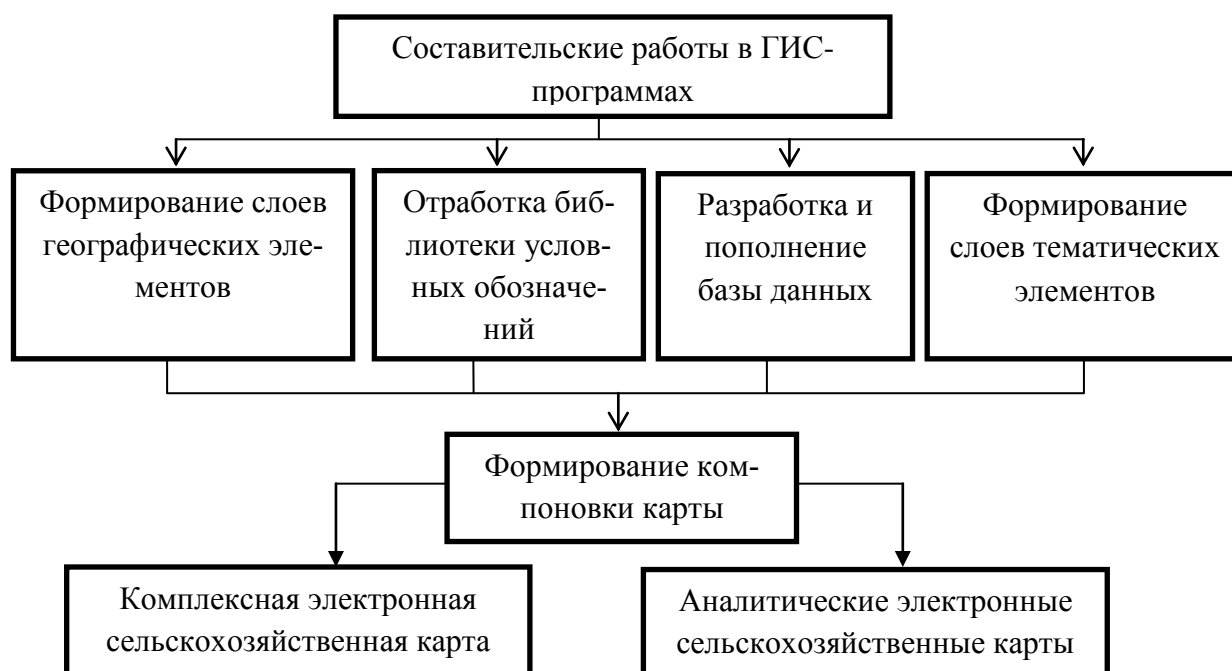 Составительские работы в ГИС-
программах
Формирование слоев
географических эле-
ментов
Отработка биб-
лиотеки услов-
ных обозначе-
ний
Разработка и
пополнение
базы данных
Формирование
слоев тематических
элементов
Формирование ком-
поновки карты
Комплексная электронная
сельскохозяйственная карта
Аналитические электронные
сельскохозяйственные карты